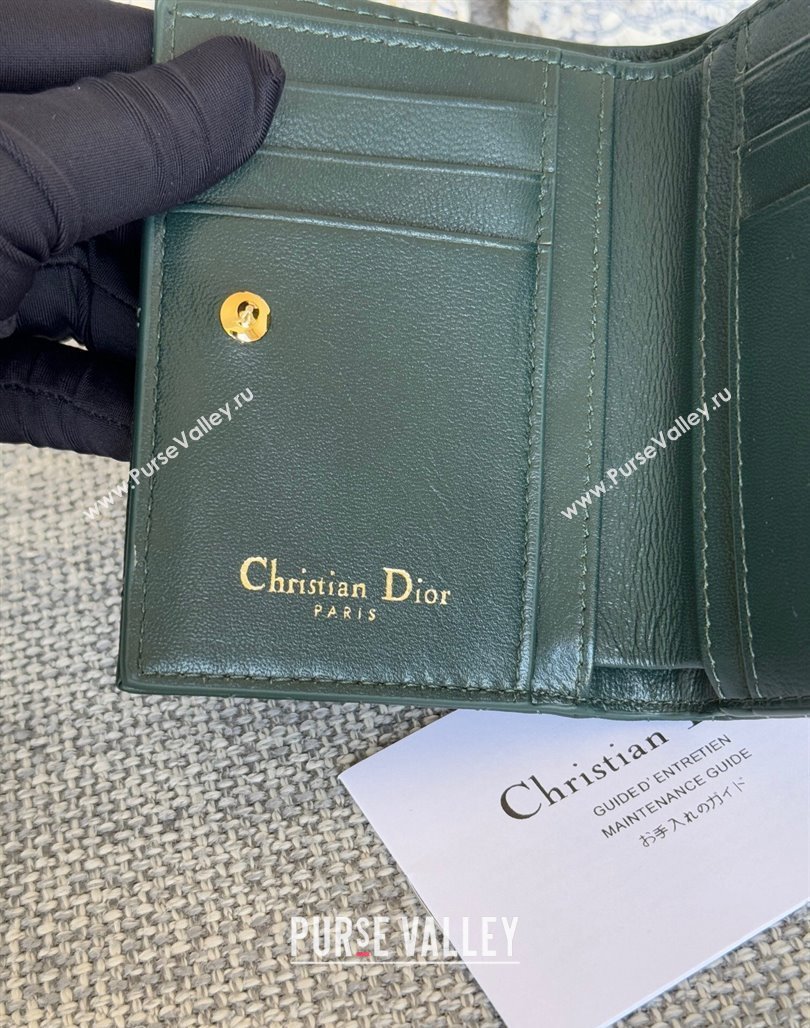 www.PurseValley.ru
www.PurseValley.ru
Christian Dior
PARIS
Christian
GUIDE D'ENTRETIEN
MAINTENANCE GUIDE
お手入れのガイド
PURSE VALLEY